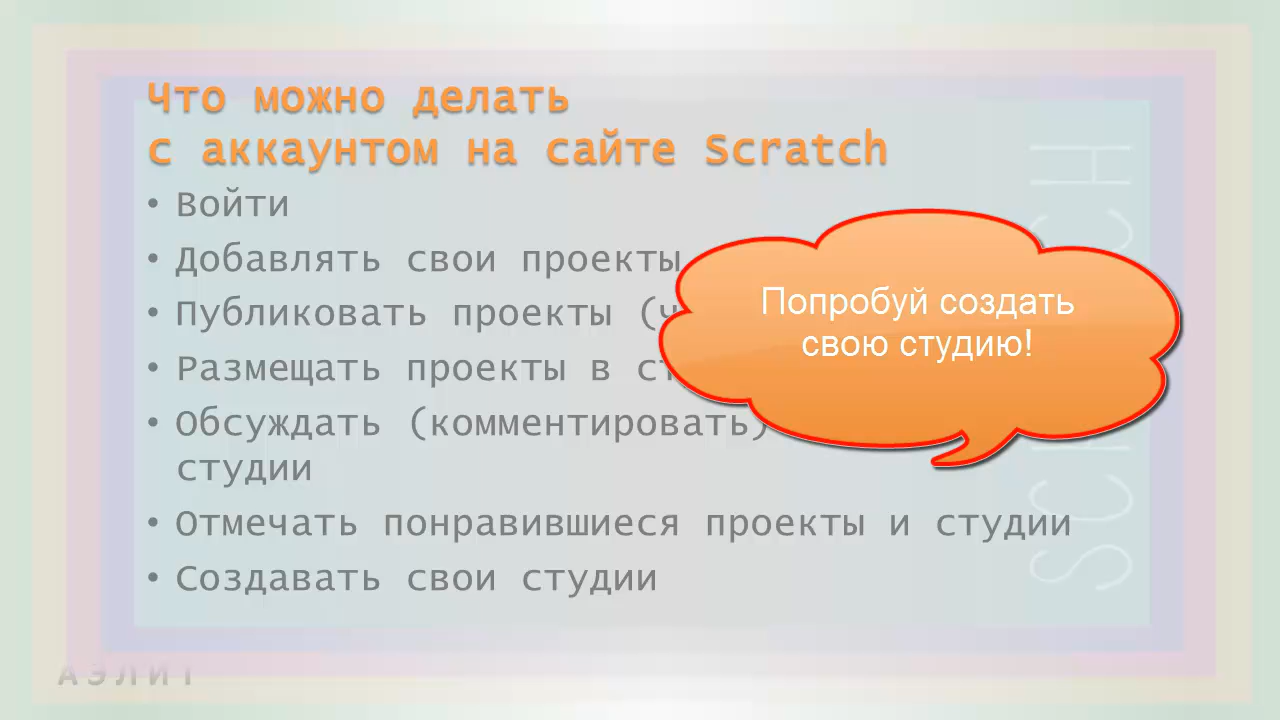 Что можно делать
с аккаунтом на сайте Scratch
• Войти
• Добавлять свои проекты
• Публиковать проекты
• Размещать проекты в
• Обсуждать (комментировать)
студии
• Отмечать понравившиеся проекты и студии
• Создавать свои студии
Попробуй создать
свою студию!
АЭЛИТ